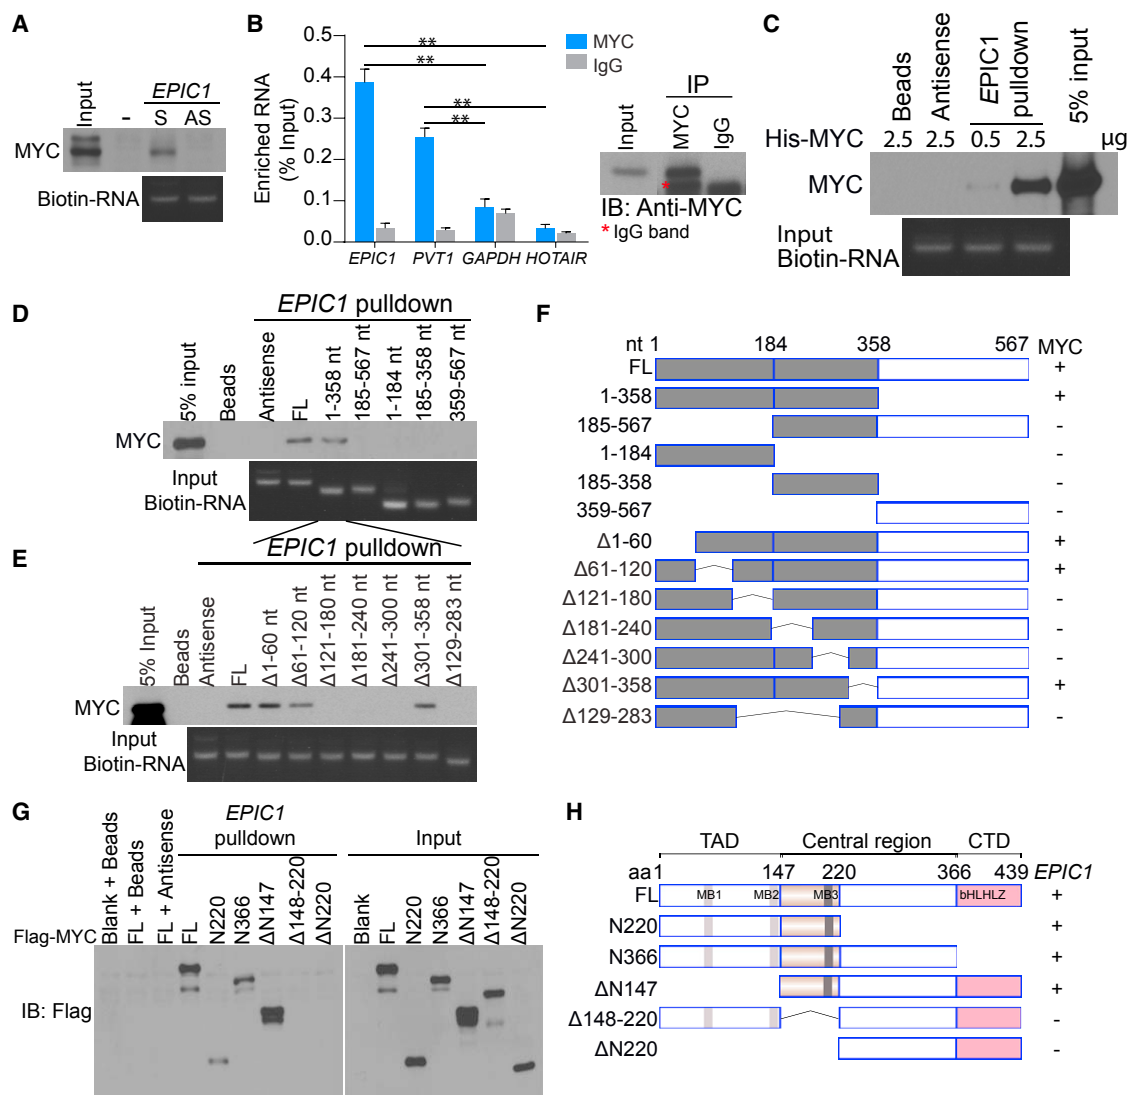 A
Input
-
EPIC1
S AS
MYC
Biotin-RNA
B
Enriched RNA
(% Input)
0.5
0.4
0.3
0.2
0.1
0.0
**
**
**
**
MYC
IgG
EPIC1 PVT1 GAPDH HOTAIR
IP
Input
MYC
IgG
*
IB: Anti-MYC
* IgG band
C
Beads
Antisense
EPIC1
pulldown
5% input
His-MYC 2.5 2.5 0.5 2.5 µg
MYC
Input
Biotin-RNA
D
EPIC1 pulldown
5% input
Beads
Antisense
FL
1-358 nt
185-567 nt
1-184 nt
185-358 nt
359-567 nt
MYC
Input
Biotin-RNA
E
EPIC1 pulldown
5% Input
Beads
Antisense
FL
Δ1-60 nt
Δ61-120 nt
Δ121-180 nt
Δ181-240 nt
Δ241-300 nt
Δ301-358 nt
Δ129-283 nt
MYC
Input
Biotin-RNA
F
nt 1 184 358 567 MYC
FL +
1-358 +
185-567 -
1-184 -
185-358 -
359-567 -
Δ1-60 +
Δ61-120 +
Δ121-180 -
Δ181-240 -
Δ241-300 -
Δ301-358 +
Δ129-283 -
G
EPIC1
pulldown
Input
Flag-MYC
Blank + Beads
FL + Beads
FL + Antisense
FL
N220
N366
ΔN147
Δ148-220
ΔN220
Blank
FL
N220
N366
ΔN147
Δ148-220
ΔN220
IB: Flag
H
TAD Central region CTD
aa1 147 220 366 439 EPIC1
FL MB1 MB2 MB3 bHLHLZ +
N220 +
N366 +
ΔN147 +
Δ148-220 -
ΔN220 -